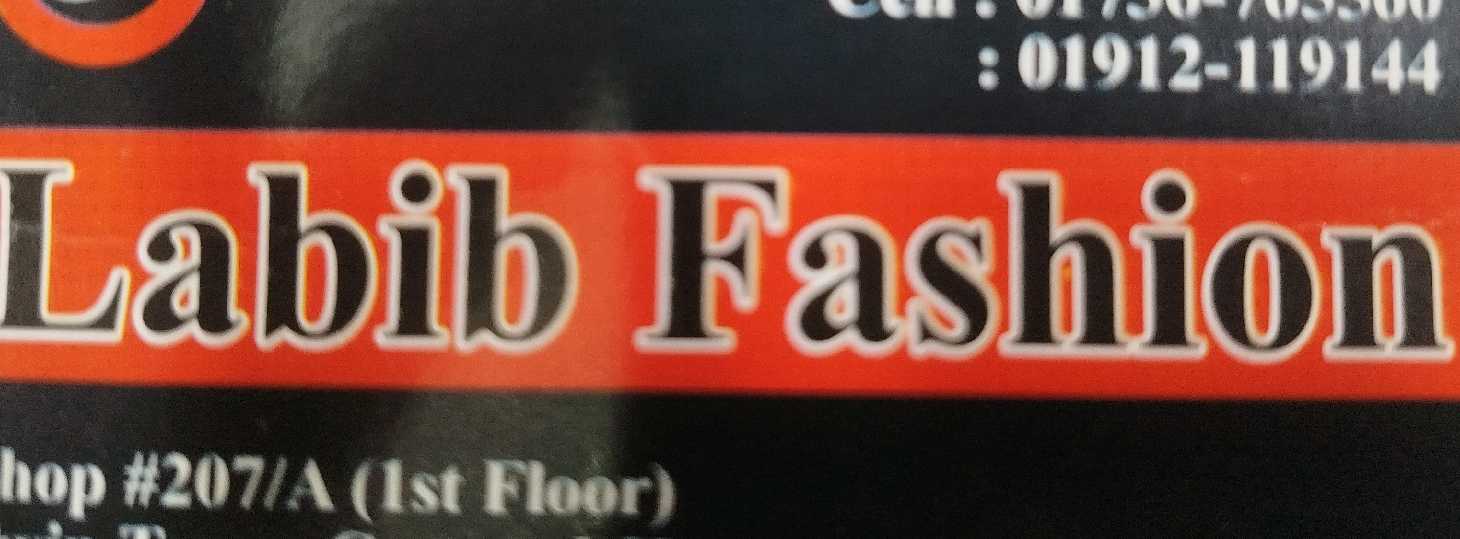 : 01912-119144
Labib Fashion
hop #207/A (1st Floor)